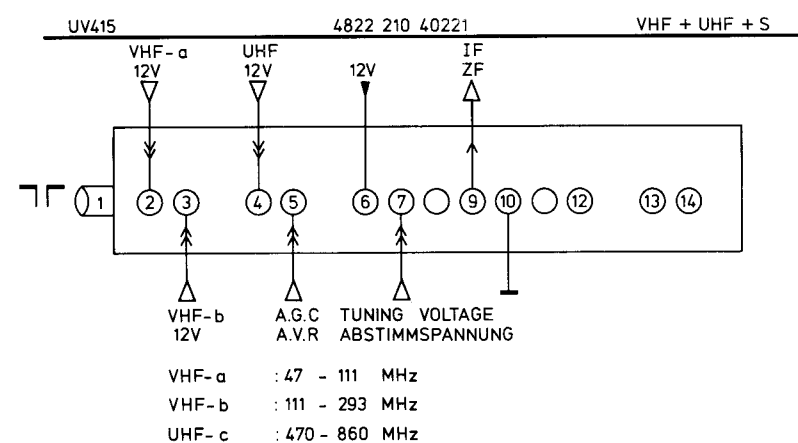 UV415 4822 210 40221 VHF + UHF + S
VHF-a UHF IF
12V 12V 12V ZF
1 2 3 4 5 6 7 9 10 12 13 14
VHF-b A.G.C TUNING VOLTAGE
12V A.V.R ABSTIMMSPANNUNG
VHF-a : 47 - 111 MHz
VHF-b : 111 - 293 MHz
UHF-c : 470 - 860 MHz